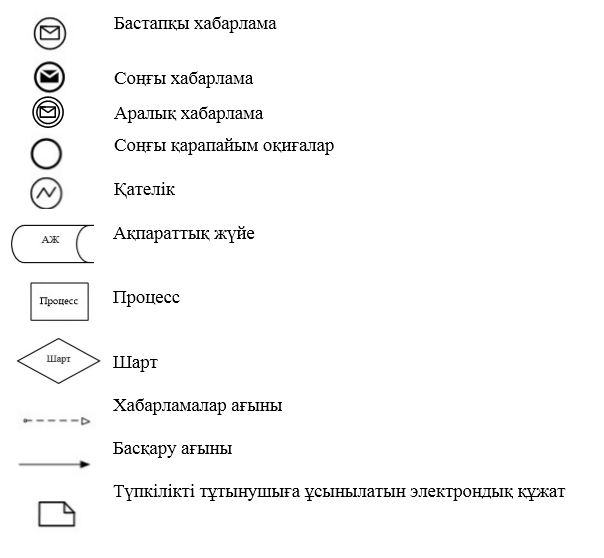 Бастапқы хабарлама
Соңғы хабарлама
Аралық хабарлама
Соңғы қарапайым оқиғалар
Қателік
АЖ Ақпараттық жүйе
Процесс Процесс
Шарт Шарт
Хабарламалар ағыны
Басқару ағыны
Түпкілікті тұтынушыға ұсынылатын электрондық құжат